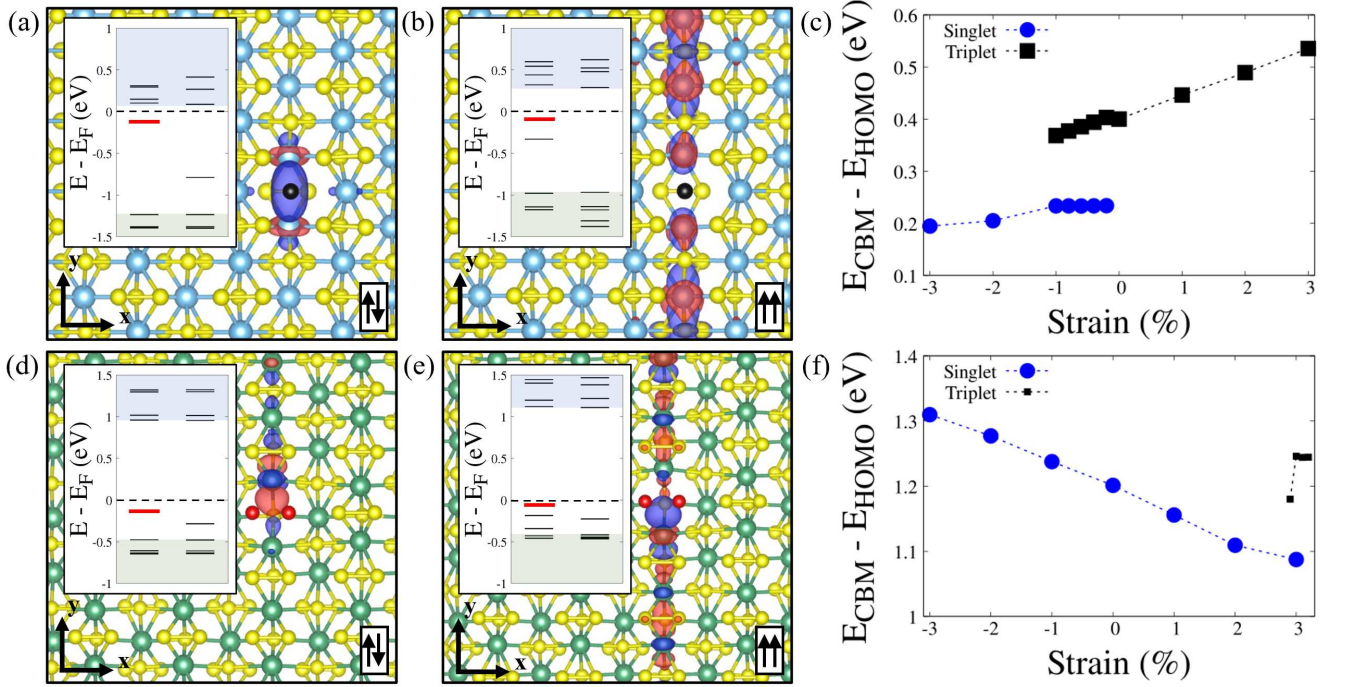 (a)
E - E_F (eV)
1
0.5
0
-0.5
-1
-1.5
y
x
(b)
E - E_F (eV)
1
0.5
0
-0.5
-1
-1.5
y
x
(c)
E_CBM - E_HOMO (eV)
0.6
0.5
0.4
0.3
0.2
0.1
Singlet
Triplet
-3 -2 -1 0 1 2 3
Strain (%)
(d)
E - E_F (eV)
1.5
1
0.5
0
-0.5
-1
y
x
(e)
E - E_F (eV)
1.5
1
0.5
0
-0.5
-1
y
x
(f)
E_CBM - E_HOMO (eV)
1.4
1.3
1.2
1.1
1
Singlet
Triplet
-3 -2 -1 0 1 2 3
Strain (%)